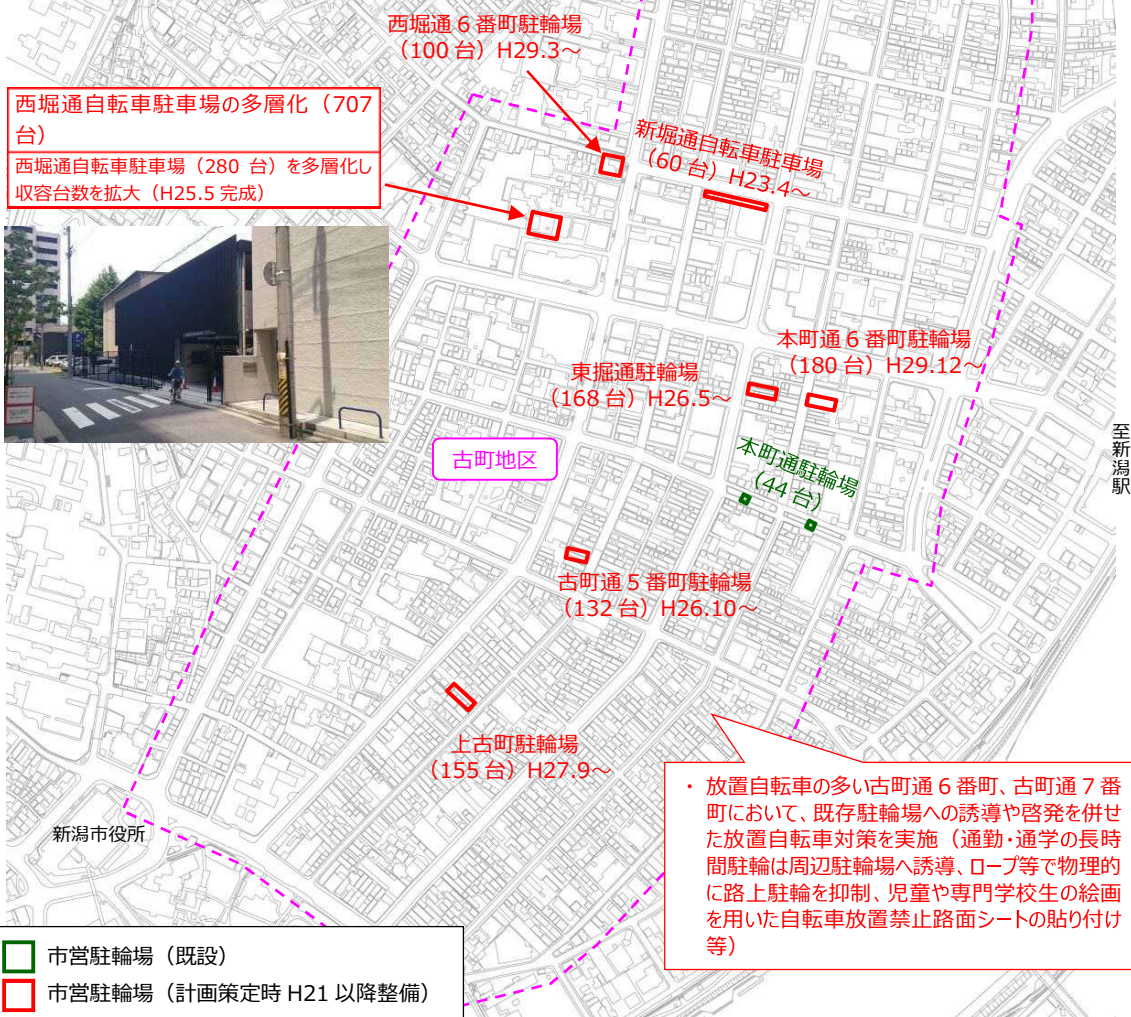 西堀通６番町駐輪場
（100 台）H29.3～
西堀通自転車駐車場の多層化（707
台）
西堀通自転車駐車場（280 台）を多層化し
収容台数を拡大（H25.5 完成）
新堀通自転車駐車場
（60 台）H23.4～
本町通６番町駐輪場
（180 台）H29.12～
東掘通駐輪場
（168 台）H26.5～
至新潟駅
古町地区
本町通駐輪場
（44 台）
古町通５番町駐輪場
（132 台）H26.10～
上古町駐輪場
（155 台）H27.9～
・ 放置自転車の多い古町通６番町、古町通７番
町において、既存駐輪場への誘導や啓発を併せ
た放置自転車対策を実施（通勤・通学の長時
間駐輪は周辺駐輪場へ誘導、ロープ等で物理的
に路上駐輪を抑制、児童や専門学校生の絵画
を用いた自転車放置禁止路面シートの貼り付け
等）
新潟市役所
市営駐輪場（既設）
市営駐輪場（計画策定時 H21 以降整備）